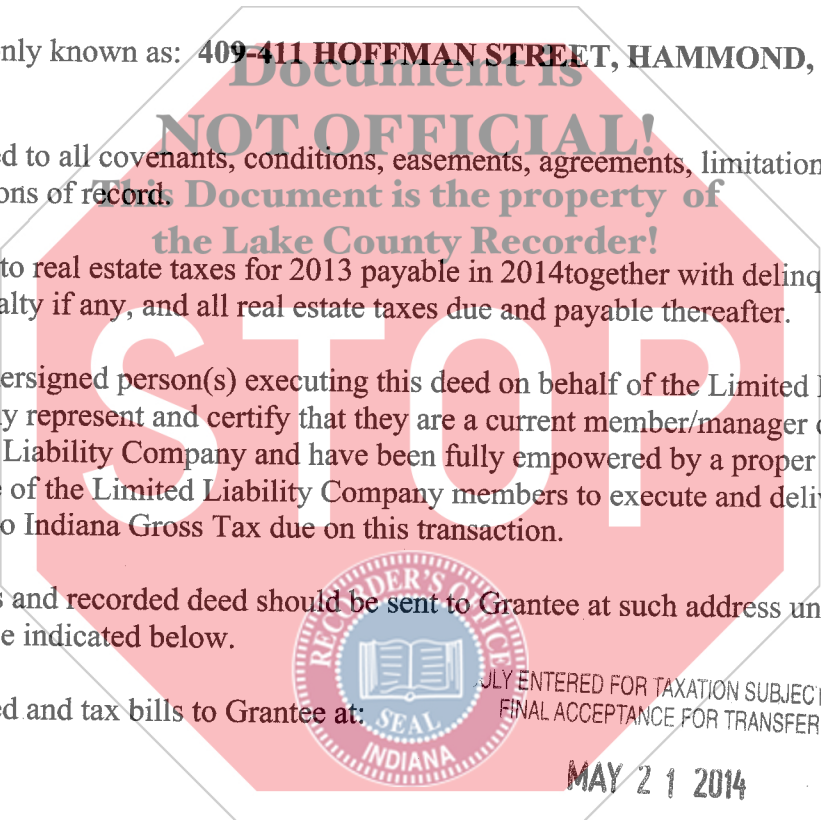 nly known as: 409-411 HOFFMAN STREET, HAMMOND,
Document is
NOT OFFICIAL!
d to all covenants, conditions, easements, agreements, limitation
ons of record.
This Document is the property of
the Lake County Recorder!
to real estate taxes for 2013 payable in 2014together with delinq
alty if any, and all real estate taxes due and payable thereafter.
STOP
ersigned person(s) executing this deed on behalf of the Limited
y represent and certify that they are a current member/manager
Liability Company and have been fully empowered by a proper
of the Limited Liability Company members to execute and deli
o Indiana Gross Tax due on this transaction.
s and recorded deed should be sent to Grantee at such address un
e indicated below.
RECORDER'S OFFICE
SEAL
INDIANA
ULY ENTERED FOR TAXATION SUBJECT
FINAL ACCEPTANCE FOR TRANSFER
ed and tax bills to Grantee at:
MAY 21 2014